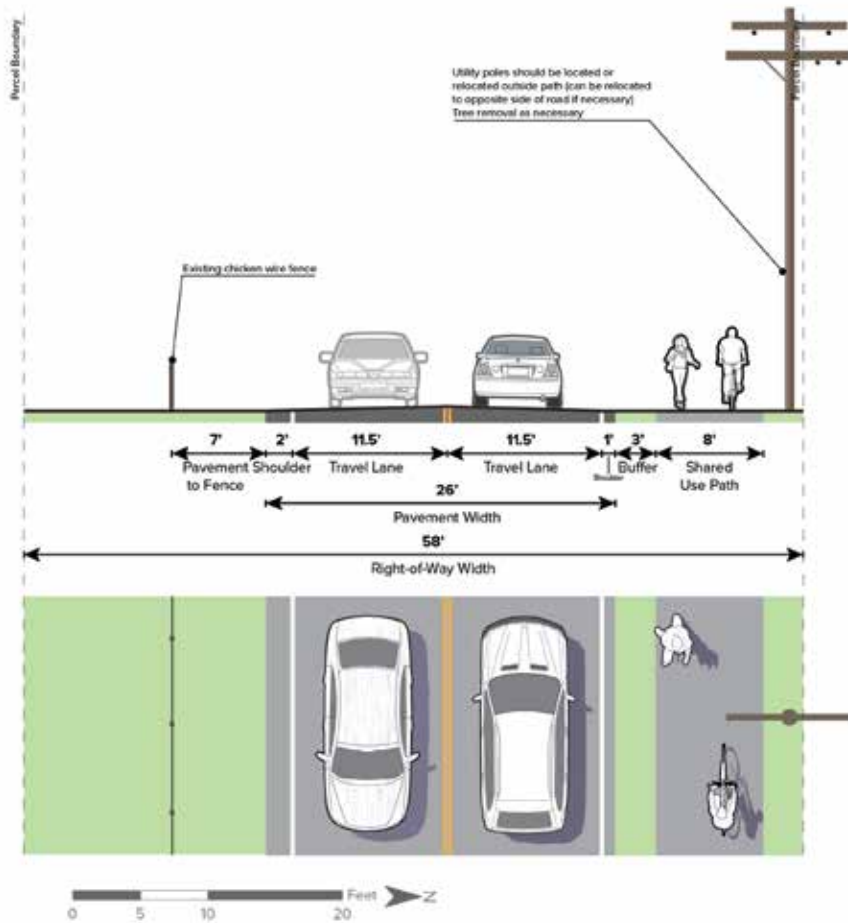 Parcel Boundary
Parcel Boundary
Utility poles should be located or
relocated outside path (can be relocated
to opposite side of road if necessary)
Tree removal as necessary
Existing chicken wire fence
7'
2'
11.5'
11.5'
1'
3'
8'
Pavement
to Fence
Shoulder
Travel Lane
Travel Lane
Shoulder
Buffer
Shared
Use Path
26'
Pavement Width
58'
Right-of-Way Width
Feet
N
0
5
10
20